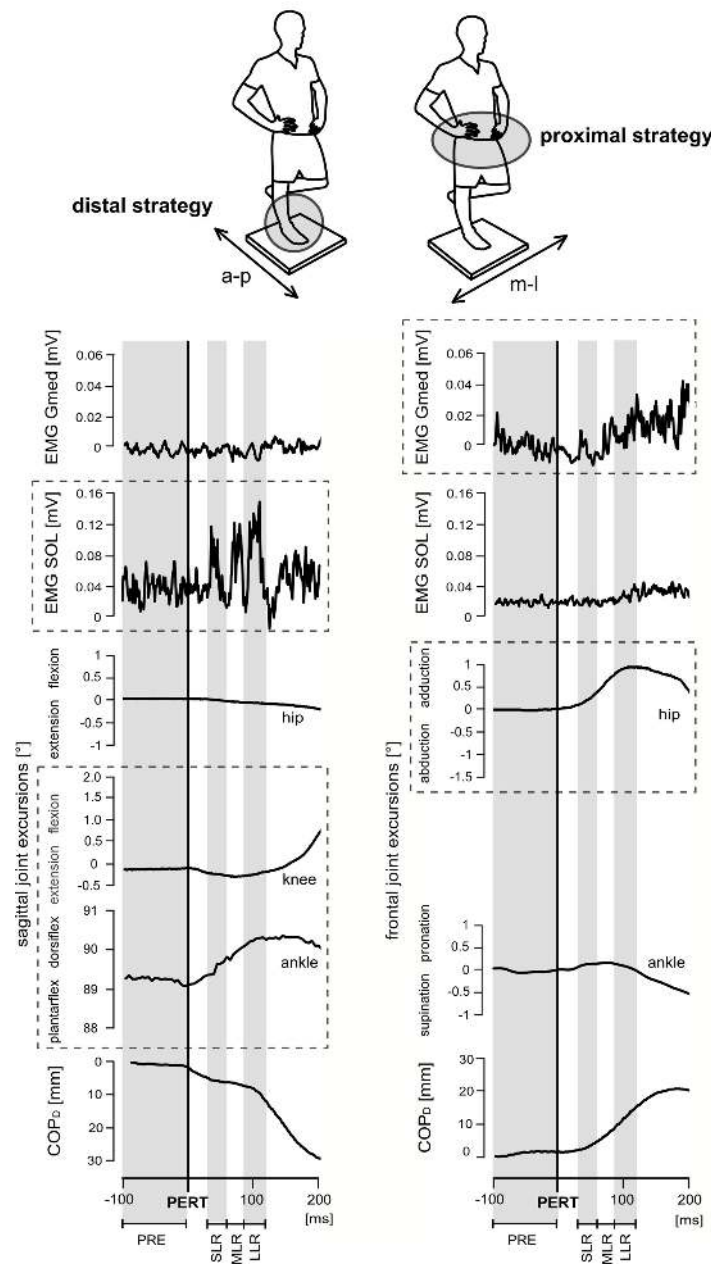 distal strategy
a-p
proximal strategy
m-l
EMG Gmed [mV]
0.06
0.04
0.02
0
EMG SOL [mV]
0.16
0.12
0.08
0.04
0
sagittal joint excursions [°]
extension flexion
1
0.5
0
-0.5
-1
hip
extension flexion
2.0
1.5
1
0
-0.5
knee
plantarflex dorsiflex
91
90
89
88
ankle
COPD [mm]
0
10
20
30
-100
PERT
100
200
[ms]
PRE
SLR
MLR
LLR
EMG Gmed [mV]
0.06
0.04
0.02
0
EMG SOL [mV]
0.16
0.12
0.08
0.04
0
frontal joint excursions [°]
abduction adduction
1
0.5
0
-1
-1.5
hip
supination pronation
1
0.5
0
-0.5
-1
ankle
COPD [mm]
30
20
10
0
-100
PERT
100
200
[ms]
PRE
SLR
MLR
LLR